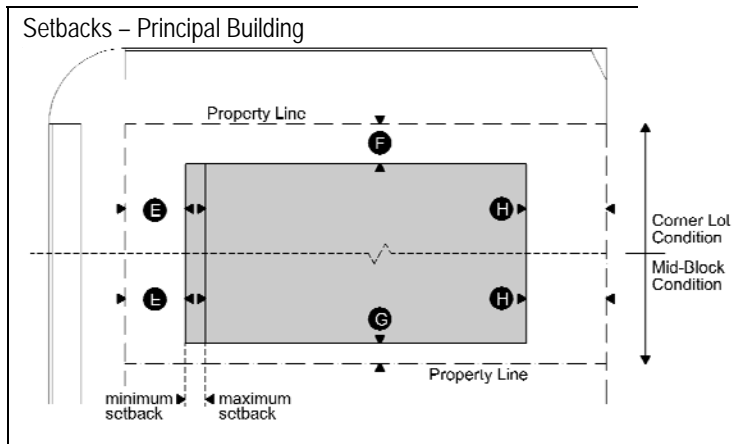 Setbacks – Principal Building
Property Line
F
E
H
Corner Lot
Condition
Mid-Block
Condition
E
H
G
Property Line
minimum
setback
maximum
setback